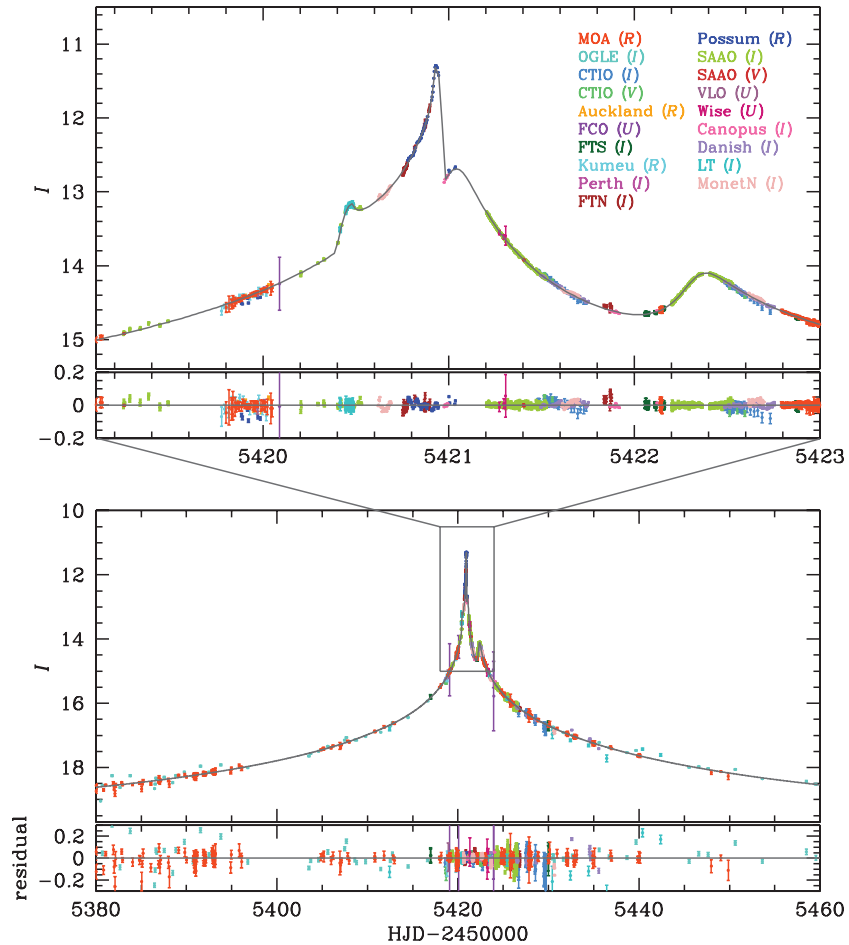 11
12
13
14
15
I
MOA (R) Possum (R)
OGLE (I) SAAO (I)
CTIO (I) SAAO (V)
CTIO (V) VLO (U)
Auckland (R) Wise (U)
FCO (U) Canopus (I)
FTS (I) Danish (I)
Kumeu (R) LT (I)
Perth (I) MonetN (I)
FTN (I)
0.2
0
−0.2
5420 5421 5422 5423
10
12
14
16
18
I
residual
0.2
0
−0.2
5380 5400 5420 5440 5460
HJD−2450000